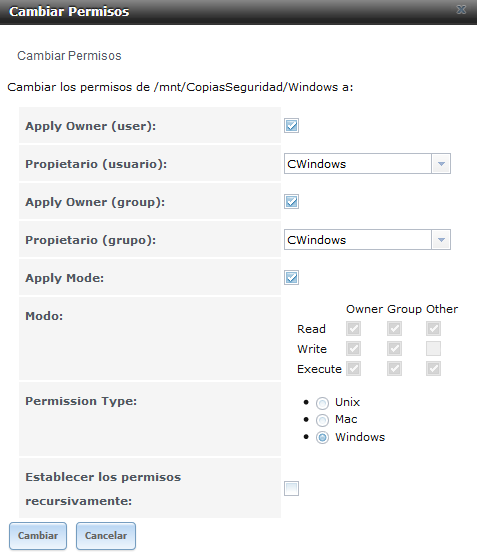 Cambiar Permisos
Cambiar Permisos
Cambiar los permisos de /mnt/CopiasSeguridad/Windows a:
Apply Owner (user):
Propietario (usuario): CWindows
Apply Owner (group):
Propietario (grupo): CWindows
Apply Mode:
Modo:
Owner Group Other
Read
Write
Execute
Permission Type:
Unix
Mac
Windows
Establecer los permisos
recursivamente:
Cambiar Cancelar